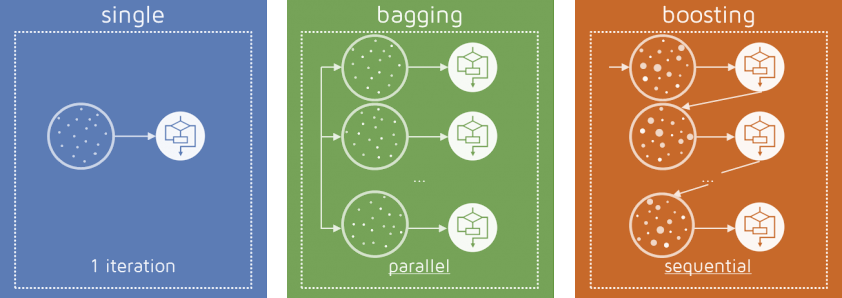 single
1 iteration
bagging
...
parallel
boosting
...
sequential